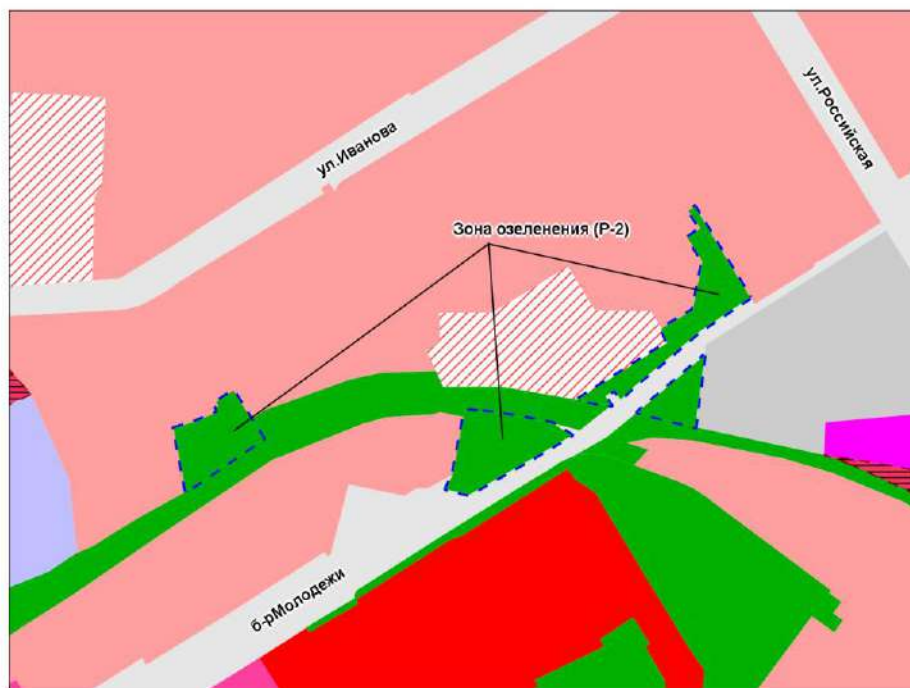 ул.Российская
ул.Иванова
Зона озеленения (Р-2)
б-рМолодежи